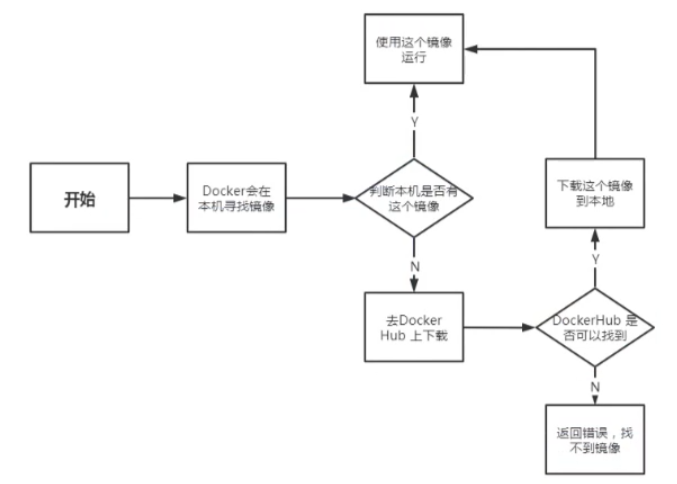 使用这个镜像
运行
Y
开始
Docker会在
本机寻找镜像
判断本机是否有
这个镜像
下载这个镜像
到本地
N
Y
去Docker
Hub 上下载
DockerHub 是
否可以找到
N
返回错误，找
不到镜像